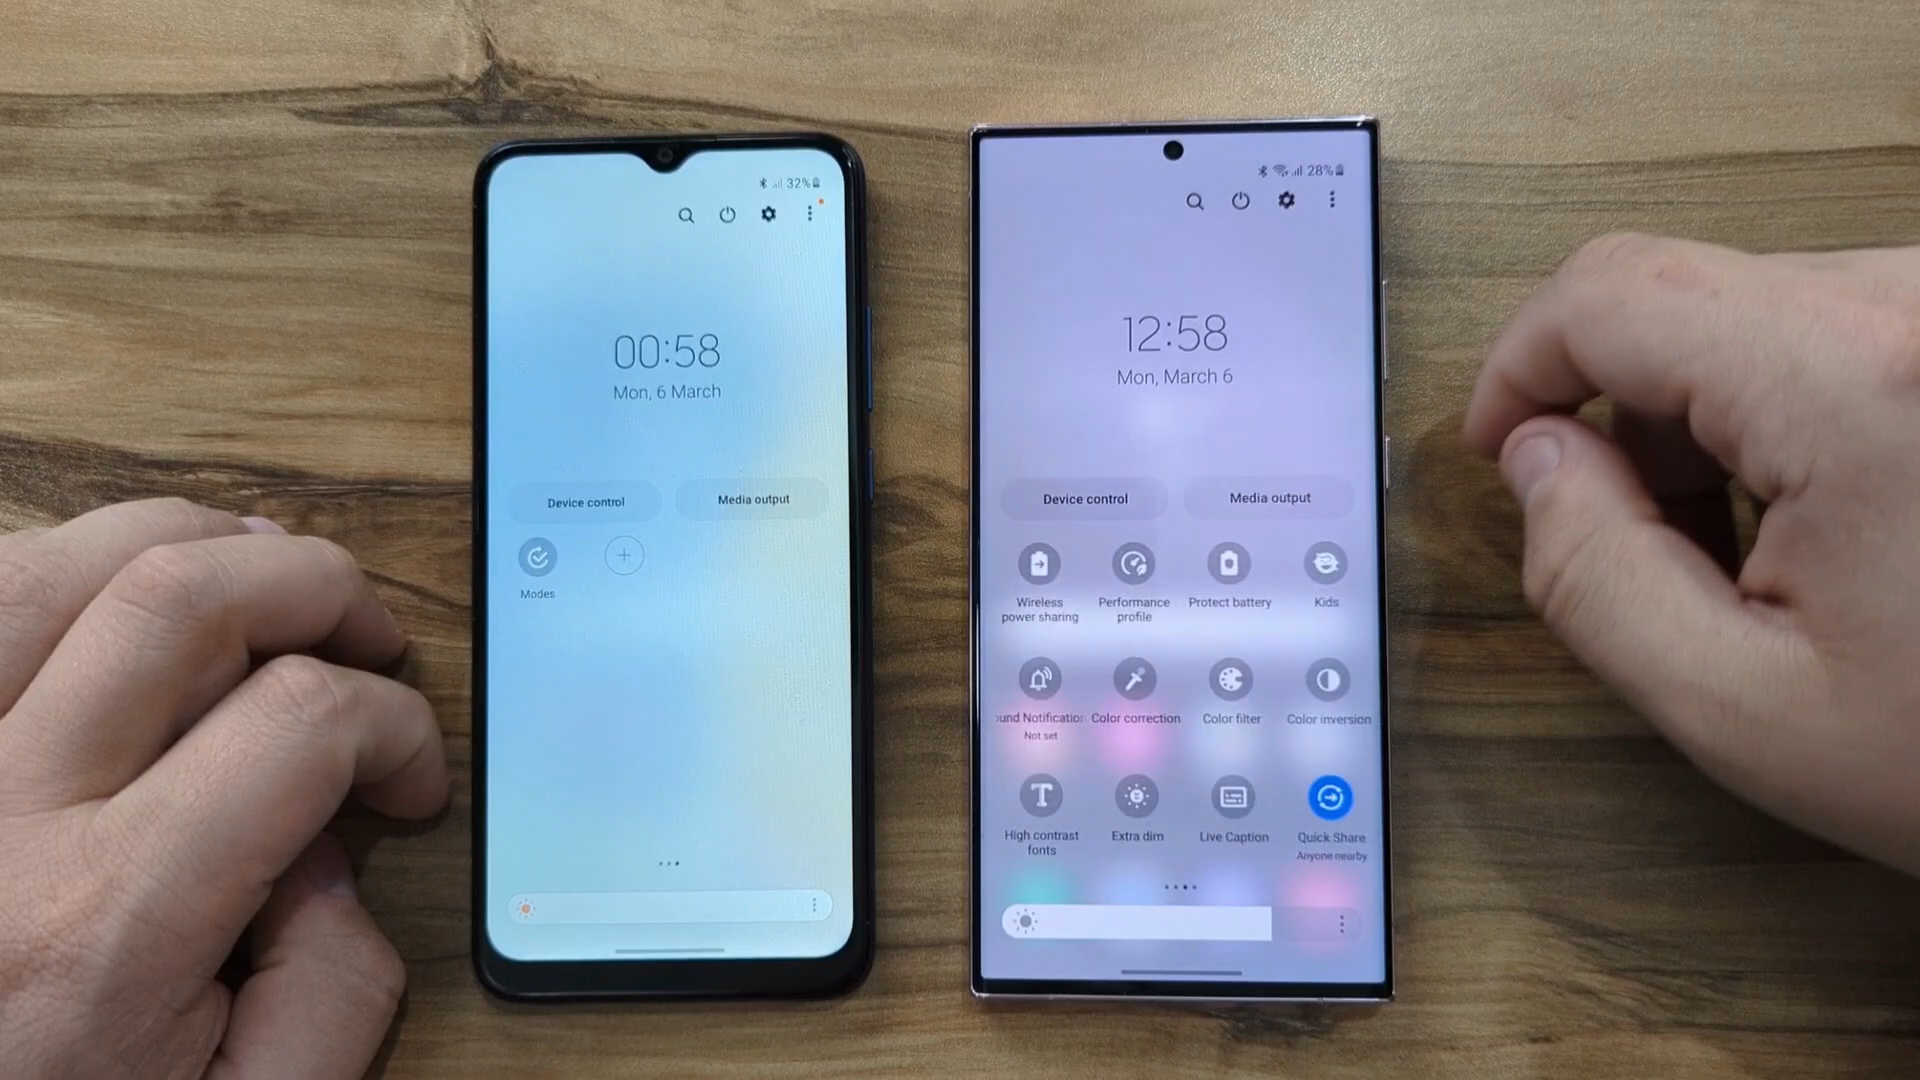 32%
00:58
Mon, 6 March
Device control
Media output
Modes
28%
12:58
Mon, March 6
Device control
Media output
Wireless
power sharing
Performance
profile
Protect battery
Kids
und Notification
Not set
Color correction
Color filter
Color inversion
High contrast
fonts
Extra dim
Live Caption
Quick Share
Anyone nearby